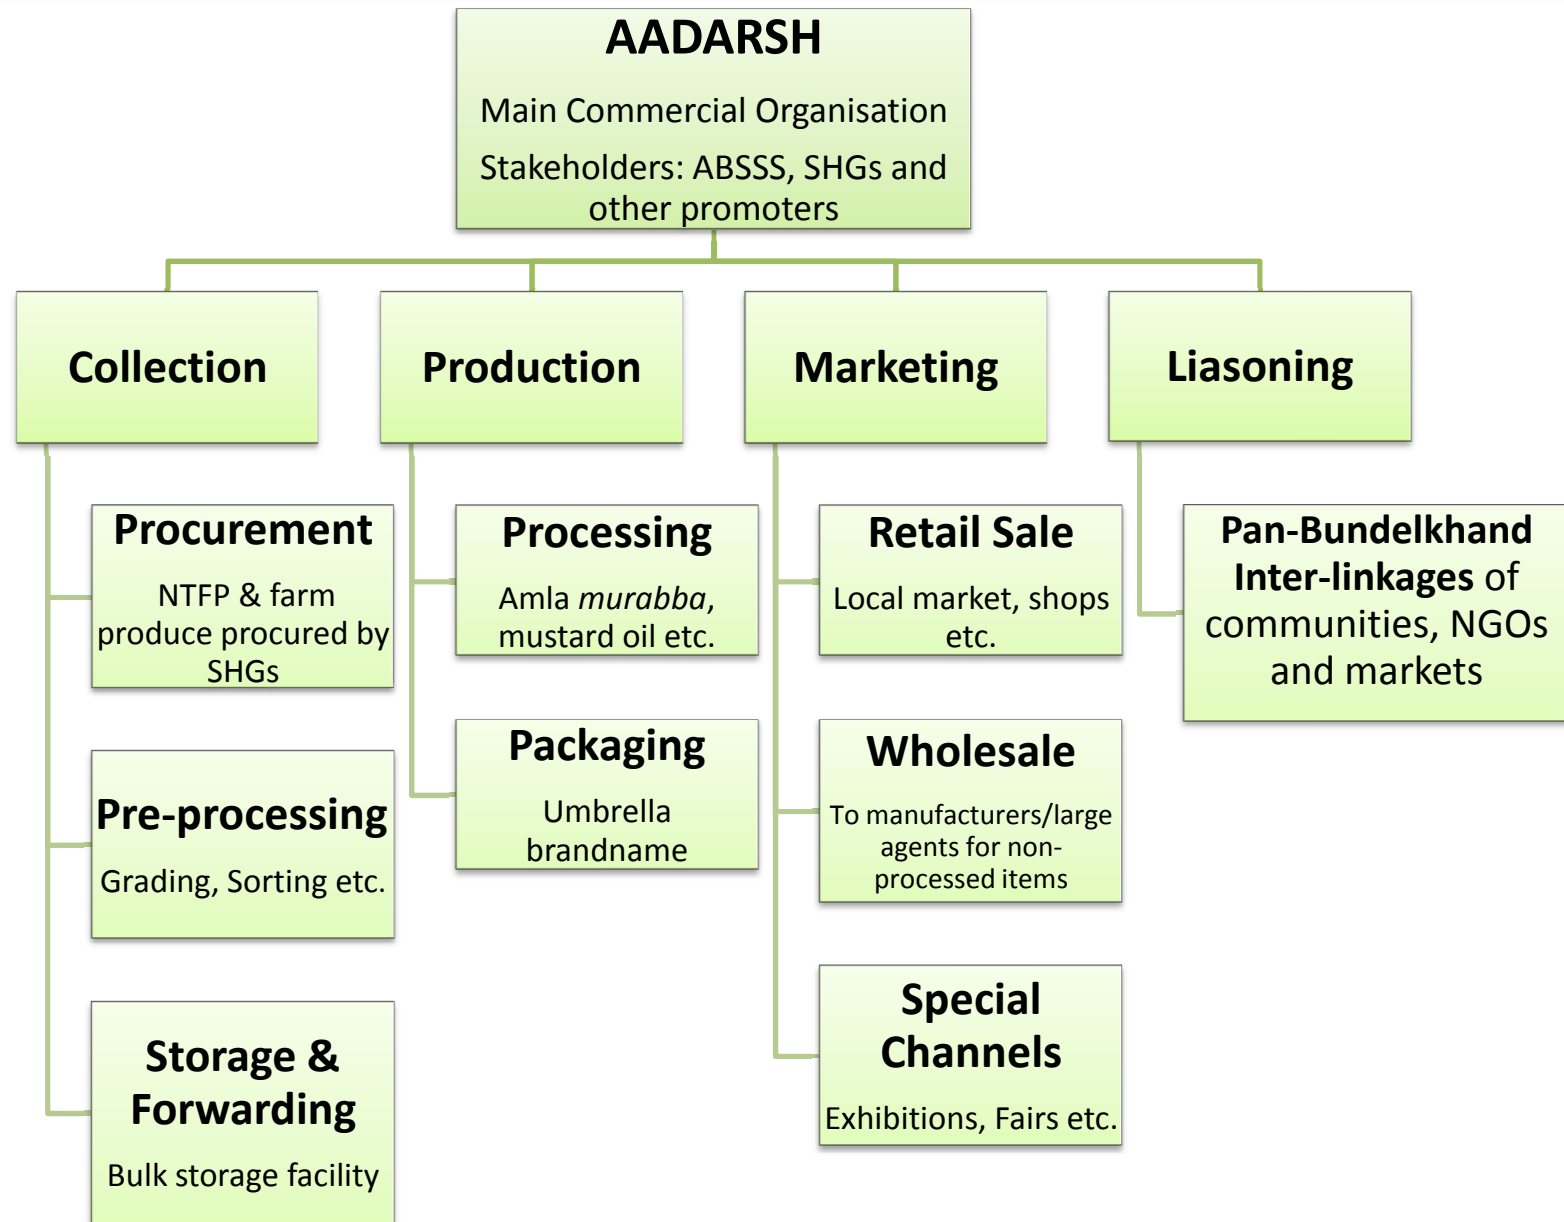 AADARSH
Main Commercial Organisation
Stakeholders: ABSSS, SHGs and
other promoters
Collection
Production
Marketing
Liasoning
Procurement
NTFP & farm
produce procured by
SHGs
Pre-processing
Grading, Sorting etc.
Storage &
Forwarding
Bulk storage facility
Processing
Amla murabba,
mustard oil etc.
Packaging
Umbrella
brandname
Retail Sale
Local market, shops
etc.
Wholesale
To manufacturers/large
agents for non-
processed items
Special
Channels
Exhibitions, Fairs etc.
Pan-Bundelkhand
Inter-linkages of
communities, NGOs
and markets